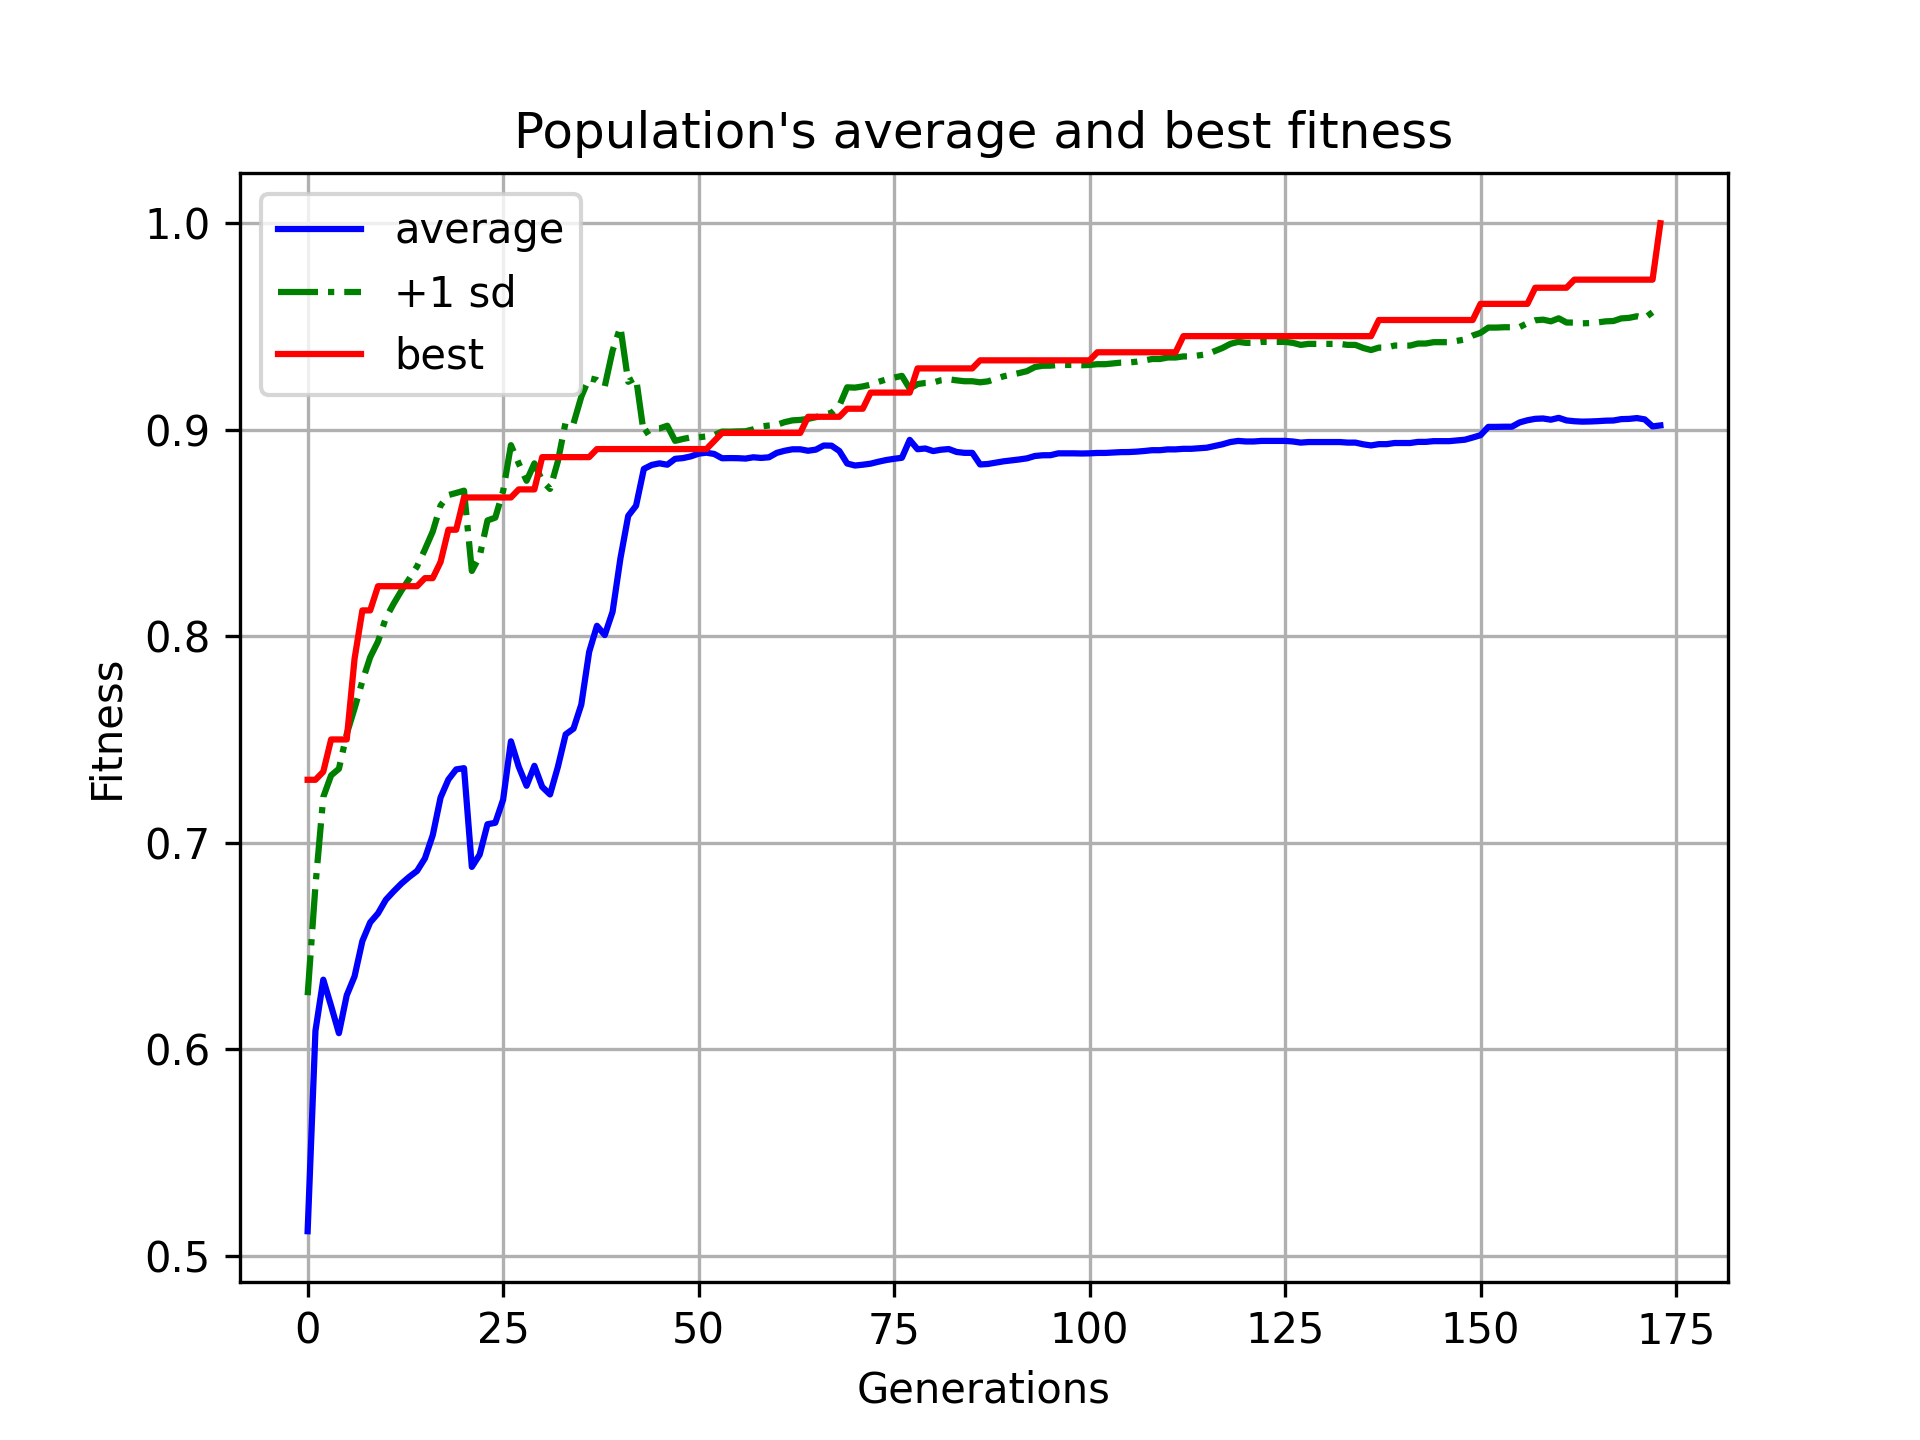 Population's average and best fitness
average
+1 sd
best
1.0
0.9
0.8
0.7
0.6
0.5
Fitness
0 25 50 75 100 125 150 175
Generations